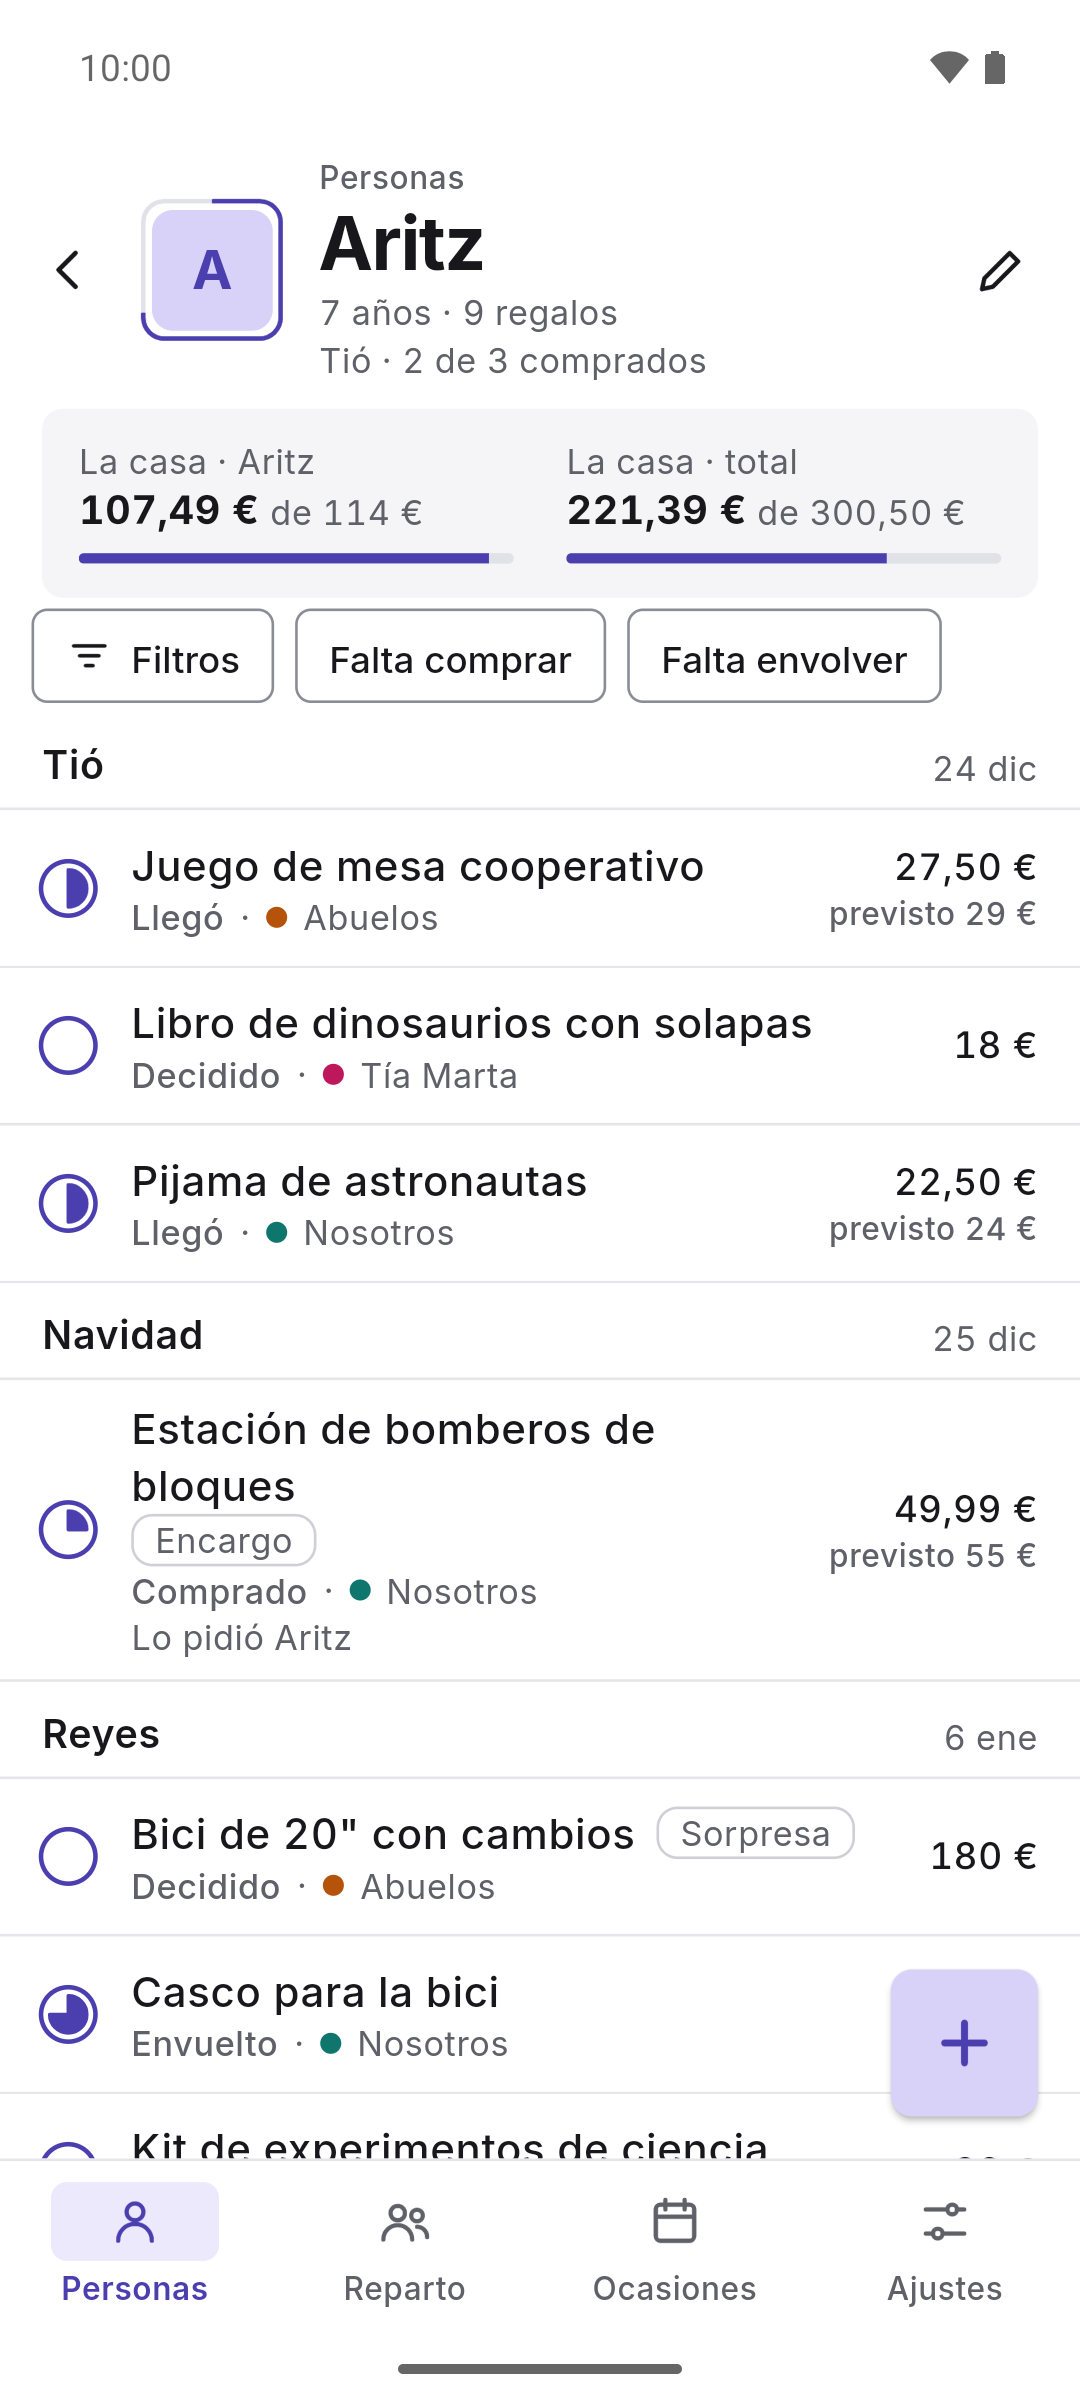 10:00
Personas
A
Aritz
7 años · 9 regalos
Tió · 2 de 3 comprados
La casa · Aritz
107,49 € de 114 €
La casa · total
221,39 € de 300,50 €
Filtros
Falta comprar
Falta envolver
Tió
24 dic
Juego de mesa cooperativo
Llegó · Abuelos
27,50 €
previsto 29 €
Libro de dinosaurios con solapas
Decidido · Tía Marta
18 €
Pijama de astronautas
Llegó · Nosotros
22,50 €
previsto 24 €
Navidad
25 dic
Estación de bomberos de
bloques
Encargo
Comprado · Nosotros
Lo pidió Aritz
49,99 €
previsto 55 €
Reyes
6 ene
Bici de 20" con cambios
Sorpresa
Decidido · Abuelos
180 €
Casco para la bici
Envuelto · Nosotros
Kit de experimentos de ciencia
Personas
Reparto
Ocasiones
Ajustes